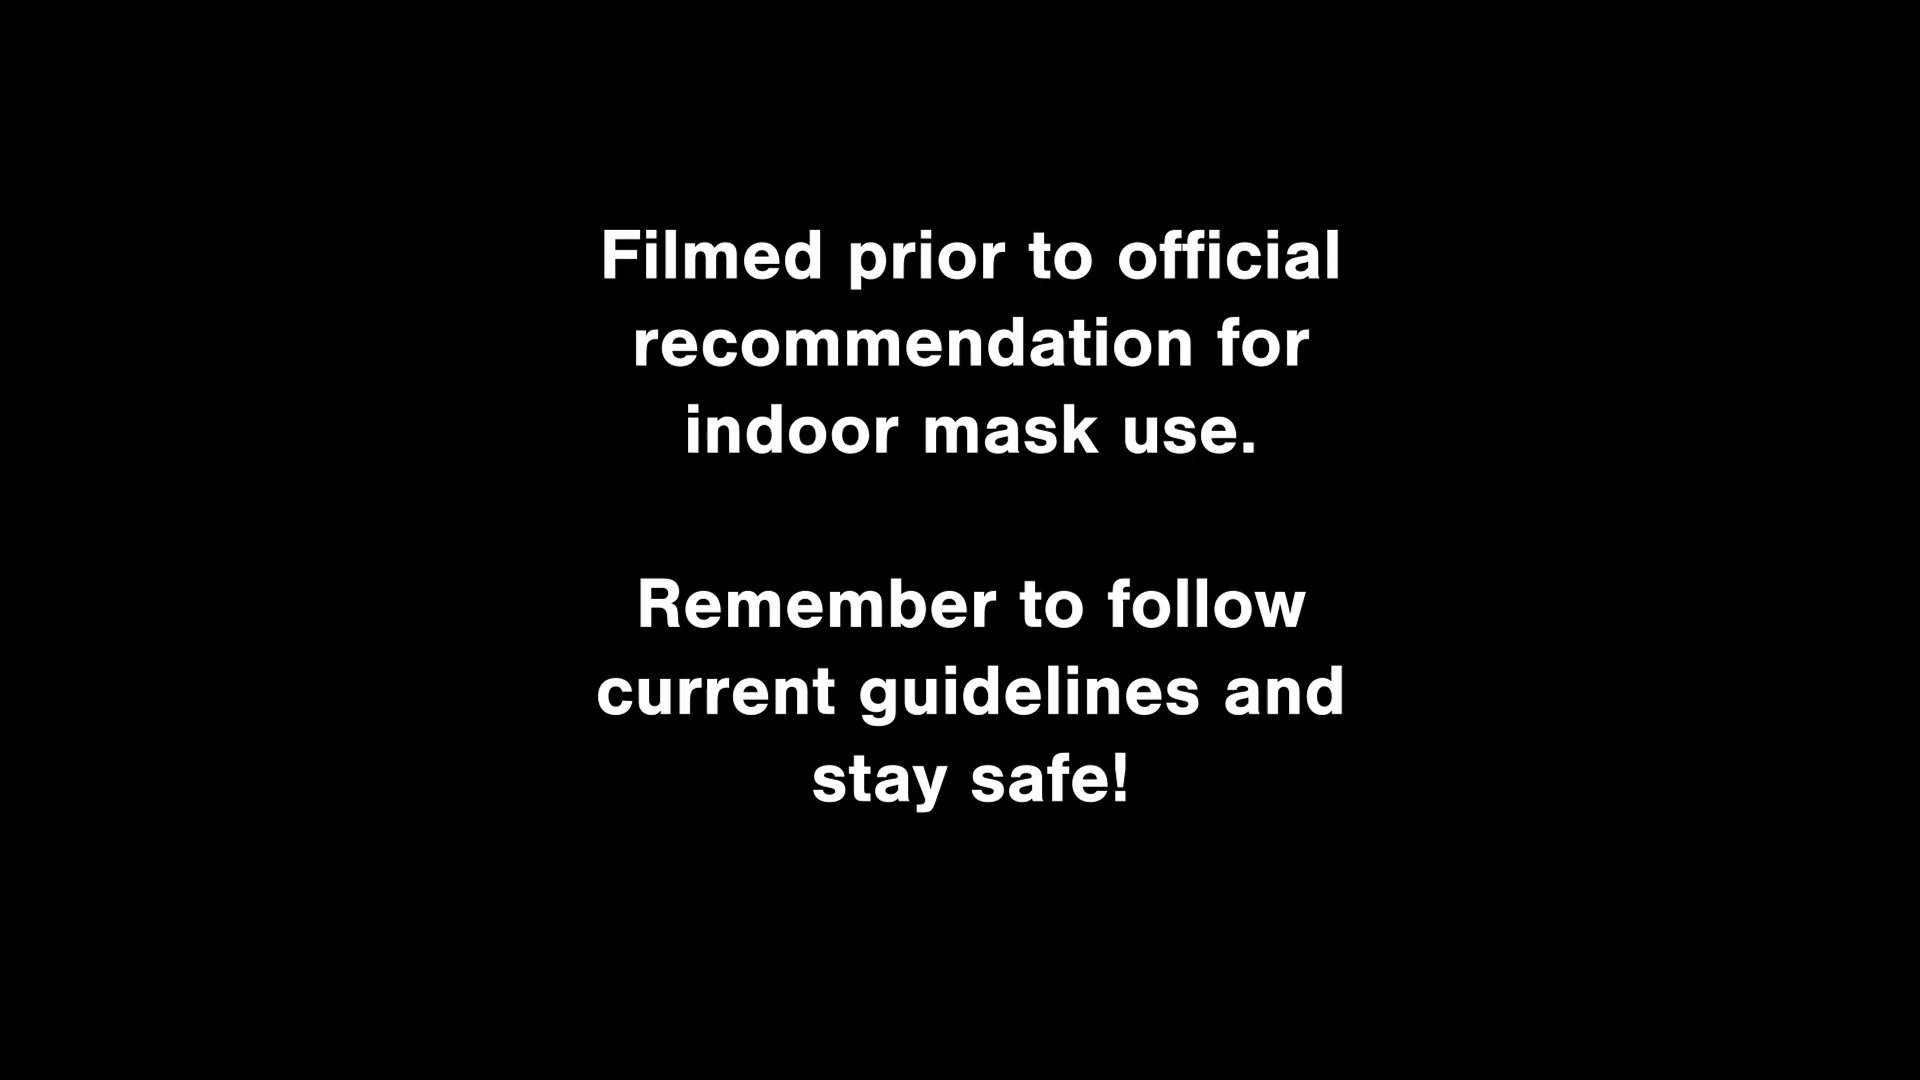 Filmed prior to official
recommendation for
indoor mask use.
Remember to follow
current guidelines and
stay safe!